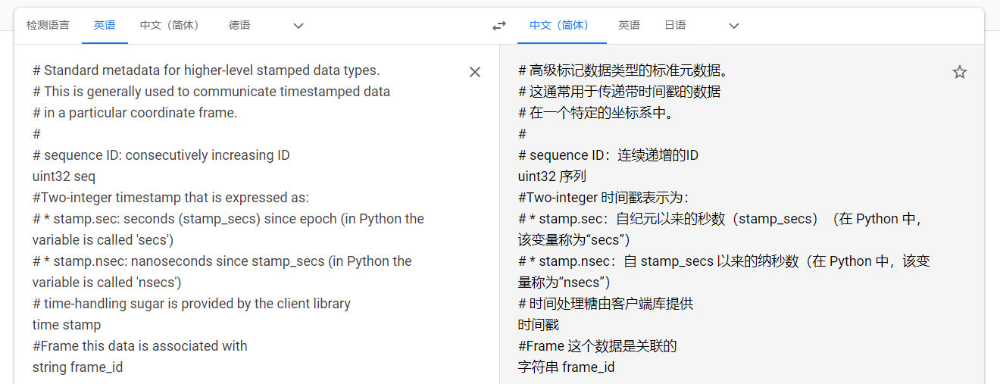 检测语言 英语 中文（简体） 德语 中文（简体） 英语 日语
# Standard metadata for higher-level stamped data types.
# This is generally used to communicate timestamped data
# in a particular coordinate frame.
#
# sequence ID: consecutively increasing ID
uint32 seq
#Two-integer timestamp that is expressed as:
# * stamp.sec: seconds (stamp_secs) since epoch (in Python the
variable is called 'secs')
# * stamp.nsec: nanoseconds since stamp_secs (in Python the
variable is called 'nsecs')
# time-handling sugar is provided by the client library
time stamp
#Frame this data is associated with
string frame_id
# 高级标记数据类型的标准元数据。
# 这通常用于传递带时间戳的数据
# 在一个特定的坐标系中。
#
# sequence ID：连续递增的ID
uint32 序列
#Two-integer 时间戳表示为：
# * stamp.sec：自纪元以来的秒数（stamp_secs）（在 Python 中，
该变量称为“secs”）
# * stamp.nsec：自 stamp_secs 以来的纳秒数（在 Python 中，该变
量称为“nsecs”）
# 时间处理糖由客户端库提供
时间戳
#Frame 这个数据是关联的
字符串 frame_id